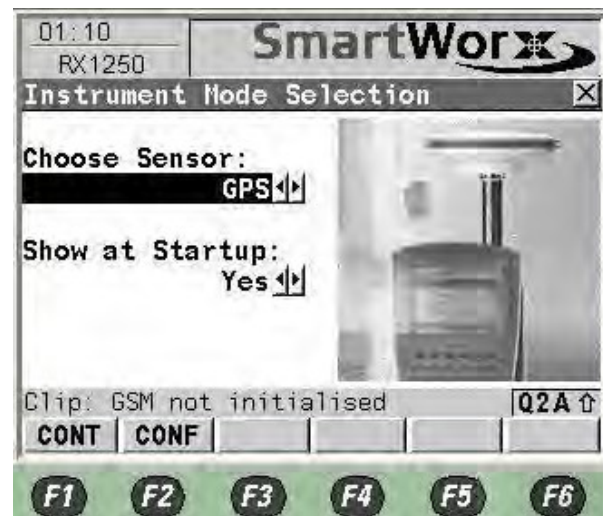 01:10
RX1250
SmartWorx
Instrument Mode Selection
Choose Sensor:
GPS
Show at Startup:
Yes
Clip: GSM not initialised
Q2A ⇧
CONT CONF
F1 F2 F3 F4 F5 F6